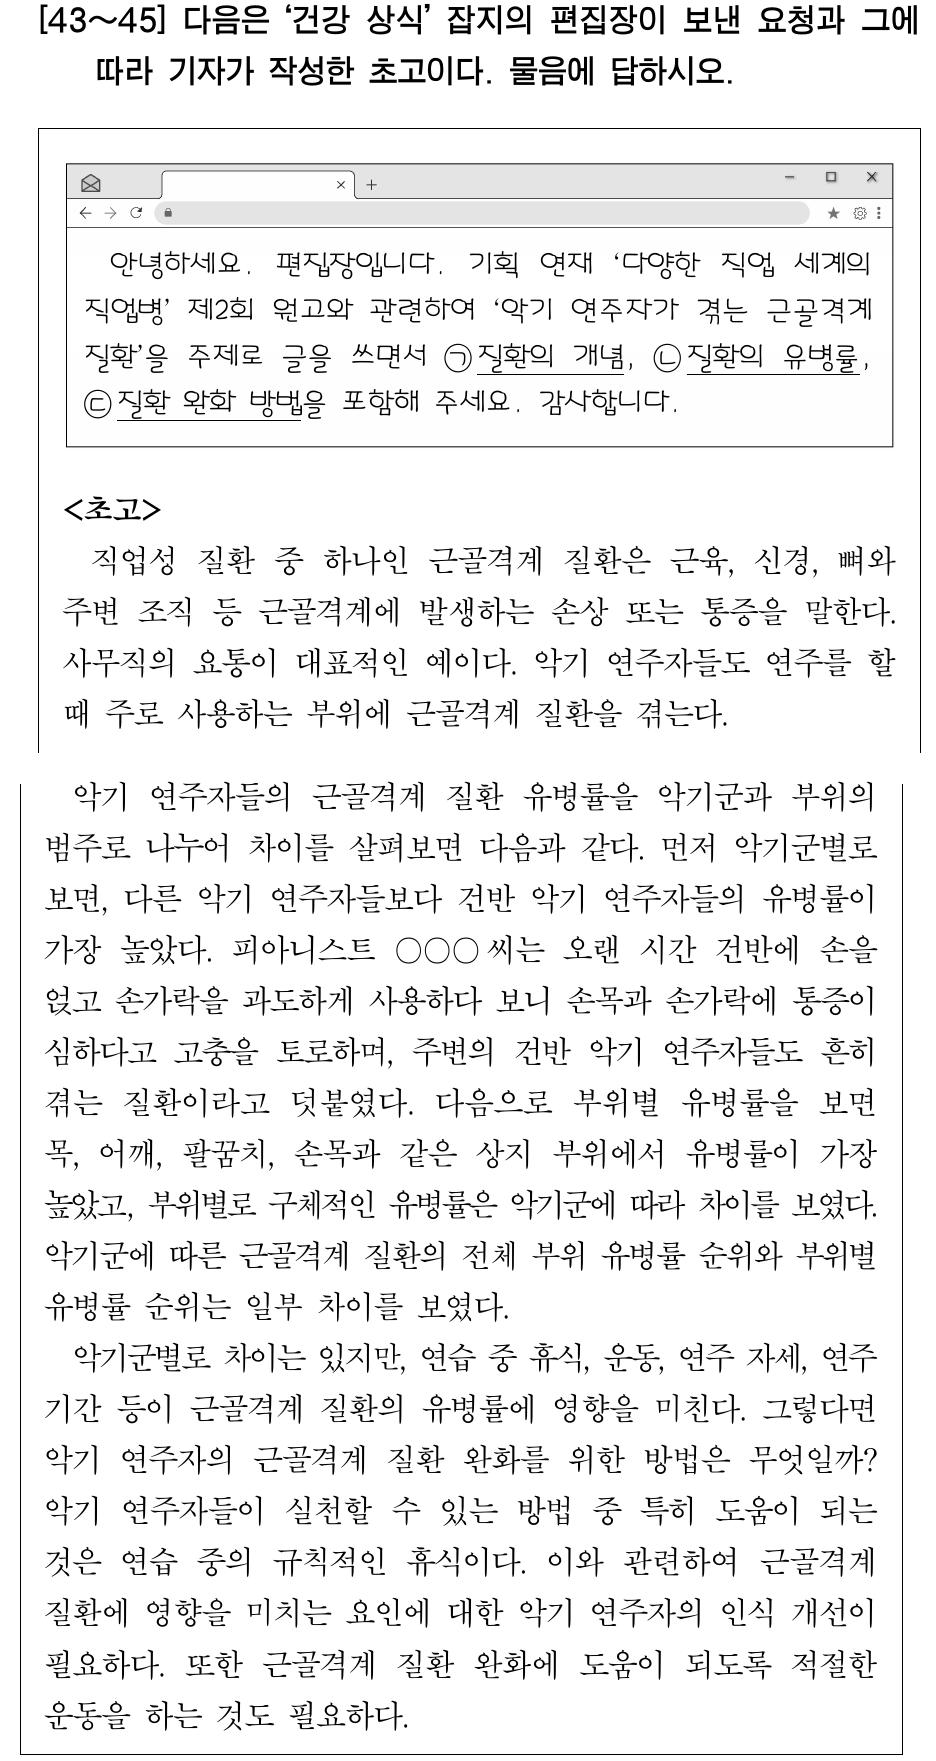 [43~45] 다음은 ‘건강 상식’ 잡지의 편집장이 보낸 요청과 그에
따라 기자가 작성한 초고이다. 물음에 답하시오.
안녕하세요. 편집장입니다. 기획 연재 ‘다양한 직업 세계의
직업병’ 제2회 원고와 관련하여 ‘악기 연주자가 겪는 근골격계
질환’을 주제로 글을 쓰면서 ㉠질환의 개념, ㉡질환의 유병률,
㉢질환 완화 방법을 포함해 주세요. 감사합니다.
<초고>
직업성 질환 중 하나인 근골격계 질환은 근육, 신경, 뼈와
주변 조직 등 근골격계에 발생하는 손상 또는 통증을 말한다.
사무직의 요통이 대표적인 예이다. 악기 연주자들도 연주를 할
때 주로 사용하는 부위에 근골격계 질환을 겪는다.
악기 연주자들의 근골격계 질환 유병률을 악기군과 부위의
범주로 나누어 차이를 살펴보면 다음과 같다. 먼저 악기군별로
보면, 다른 악기 연주자들보다 건반 악기 연주자들의 유병률이
가장 높았다. 피아니스트 ○○○ 씨는 오랜 시간 건반에 손을
얹고 손가락을 과도하게 사용하다 보니 손목과 손가락에 통증이
심하다고 고충을 토로하며, 주변의 건반 악기 연주자들도 흔히
겪는 질환이라고 덧붙였다. 다음으로 부위별 유병률을 보면
목, 어깨, 팔꿈치, 손목과 같은 상지 부위에서 유병률이 가장
높았고, 부위별로 구체적인 유병률은 악기군에 따라 차이를 보였다.
악기군에 따른 근골격계 질환의 전체 부위 유병률 순위와 부위별
유병률 순위는 일부 차이를 보였다.
악기군별로 차이는 있지만, 연습 중 휴식, 운동, 연주 자세, 연주
기간 등이 근골격계 질환의 유병률에 영향을 미친다. 그렇다면
악기 연주자의 근골격계 질환 완화를 위한 방법은 무엇일까?
악기 연주자들이 실천할 수 있는 방법 중 특히 도움이 되는
것은 연습 중의 규칙적인 휴식이다. 이와 관련하여 근골격계
질환에 영향을 미치는 요인에 대한 악기 연주자의 인식 개선이
필요하다. 또한 근골격계 질환 완화에 도움이 되도록 적절한
운동을 하는 것도 필요하다.